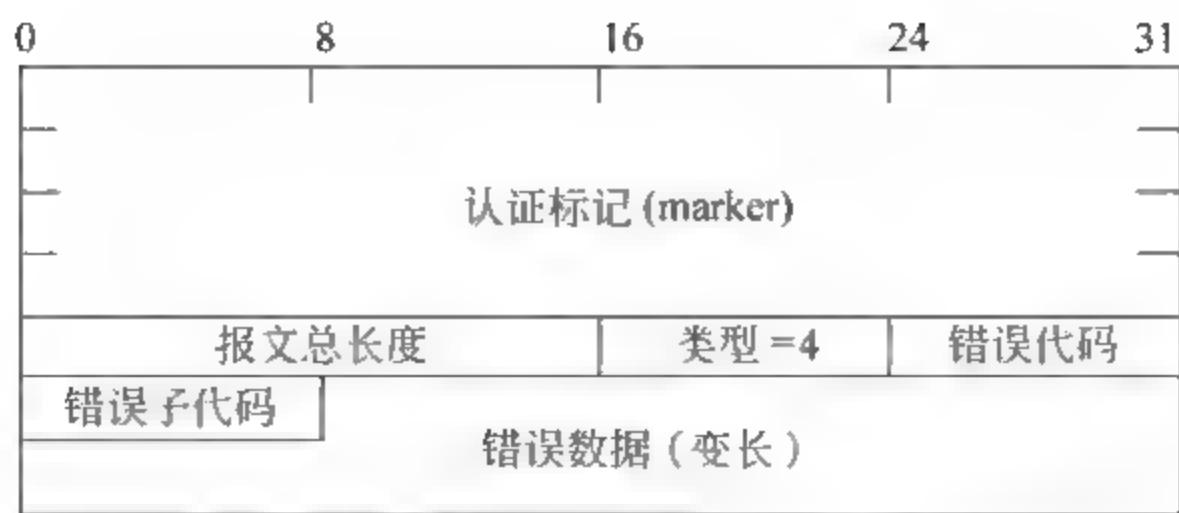 0 8 16 24 31
认证标记 (marker)
报文总长度 类型 =4 错误代码
错误子代码
错误数据 ( 变长 )